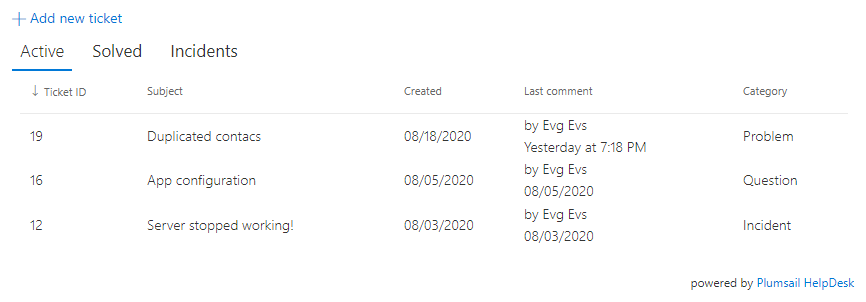 + Add new ticket
Active Solved Incidents
↓ Ticket ID Subject Created Last comment Category
19 Duplicated contacs 08/18/2020 by Evg Evs
Yesterday at 7:18 PM Problem
16 App configuration 08/05/2020 by Evg Evs
08/05/2020 Question
12 Server stopped working! 08/03/2020 by Evg Evs
08/03/2020 Incident
powered by Plumsail HelpDesk